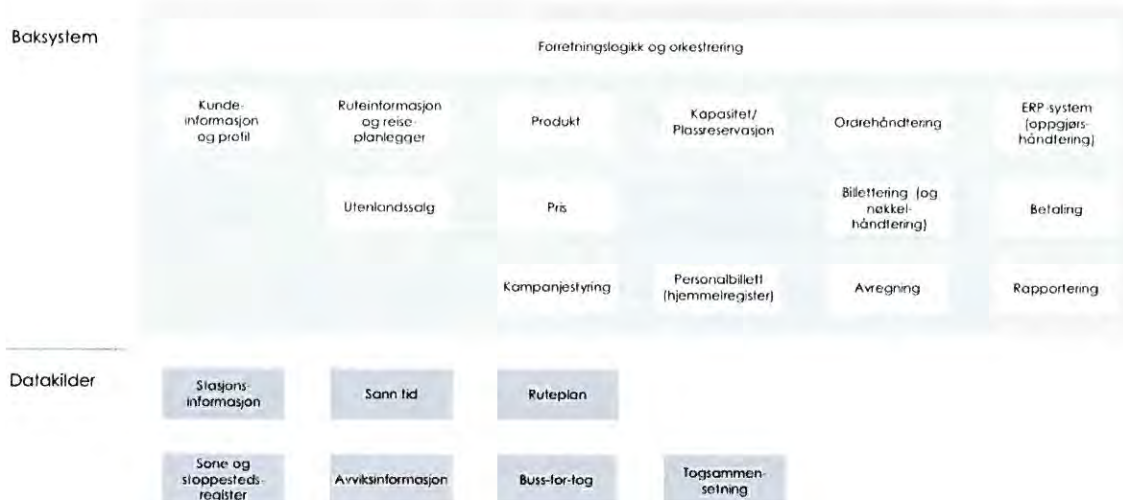 Baksystem
Forretningslogikk og orkestrering
Kunde-
informasjon
og profil
Ruteinformasjon
og reise-
planlegger
Produkt
Kapasitet/
Plassreservasjon
Ordrehåndtering
ERP-system
(oppgjørs-
håndtering)
Utenlandssalg
Pris
Billettering (og
nøkkel-
håndtering)
Betaling
Kampanjestyring
Personalbillett
(hjemmelregister)
Avregning
Rapportering
Datakilder
Stasjons-
informasjon
Sann tid
Ruteplan
Sone og
stoppesteds-
register
Avviksinformasjon
Buss-for-tog
Togsammen-
setning